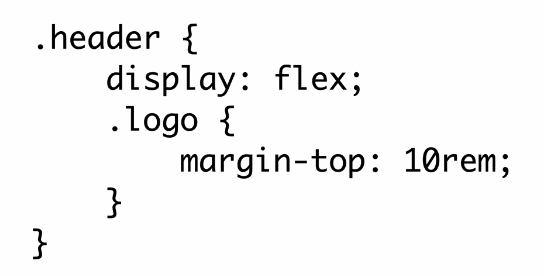 .header {
    display: flex;
    .logo {
        margin-top: 10rem;
    }
}